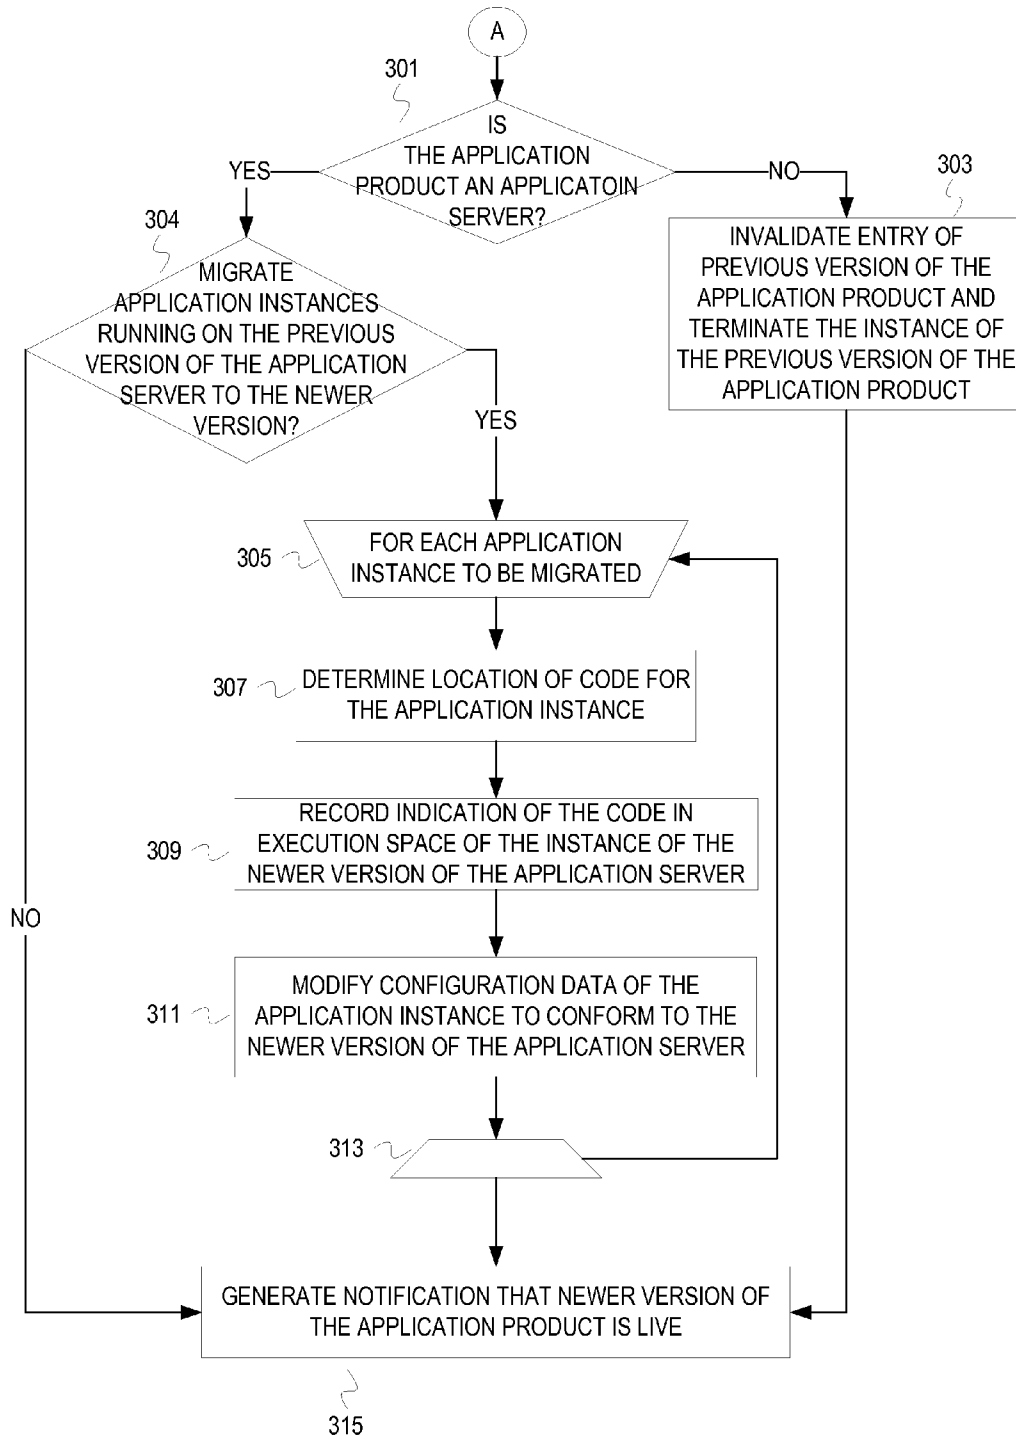 A
301
IS
THE APPLICATION
PRODUCT AN APPLICATOIN
SERVER?
YES
NO
303
INVALIDATE ENTRY OF
PREVIOUS VERSION OF THE
APPLICATION PRODUCT AND
TERMINATE THE INSTANCE OF
THE PREVIOUS VERSION OF THE
APPLICATION PRODUCT
304
MIGRATE
APPLICATION INSTANCES
RUNNING ON THE PREVIOUS
VERSION OF THE APPLICATION
SERVER TO THE NEWER
VERSION?
YES
305
FOR EACH APPLICATION
INSTANCE TO BE MIGRATED
307
DETERMINE LOCATION OF CODE FOR
THE APPLICATION INSTANCE
309
RECORD INDICATION OF THE CODE IN
EXECUTION SPACE OF THE INSTANCE OF THE
NEWER VERSION OF THE APPLICATION SERVER
NO
311
MODIFY CONFIGURATION DATA OF THE
APPLICATION INSTANCE TO CONFORM TO THE
NEWER VERSION OF THE APPLICATION SERVER
313
GENERATE NOTIFICATION THAT NEWER VERSION OF
THE APPLICATION PRODUCT IS LIVE
315